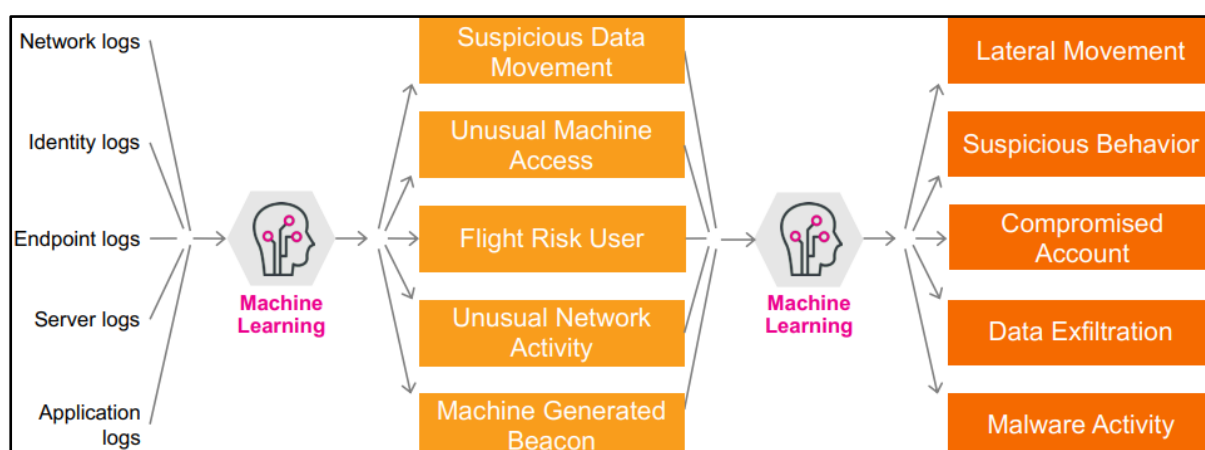 Network logs
Identity logs
Endpoint logs
Server logs
Application
logs
Machine
Learning
Suspicious Data
Movement
Unusual Machine
Access
Flight Risk User
Unusual Network
Activity
Machine Generated
Beacon
Machine
Learning
Lateral Movement
Suspicious Behavior
Compromised
Account
Data Exfiltration
Malware Activity